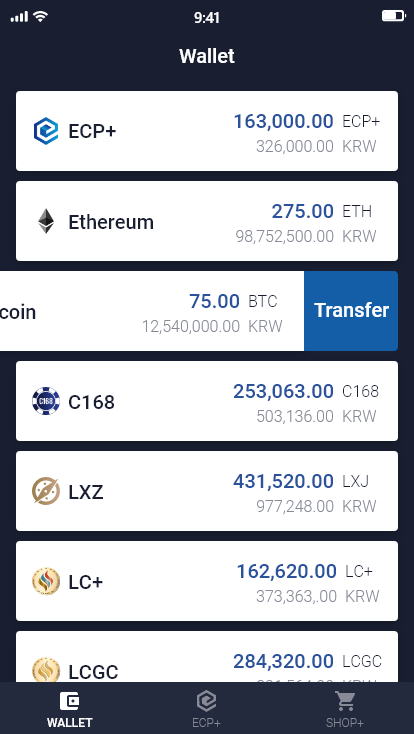 9:41
Wallet
ECP+ 163,000.00 ECP+
326,000.00 KRW
Ethereum 275.00 ETH
98,752,500.00 KRW
coin 75.00 BTC Transfer
12,540,000.00 KRW
C168 C168 253,063.00 C168
503,136.00 KRW
LXZ 431,520.00 LXJ
977,248.00 KRW
LC+ 162,620.00 LC+
373,363,.00 KRW
LCGC 284,320.00 LCGC
KRW
WALLET ECP+ SHOP+